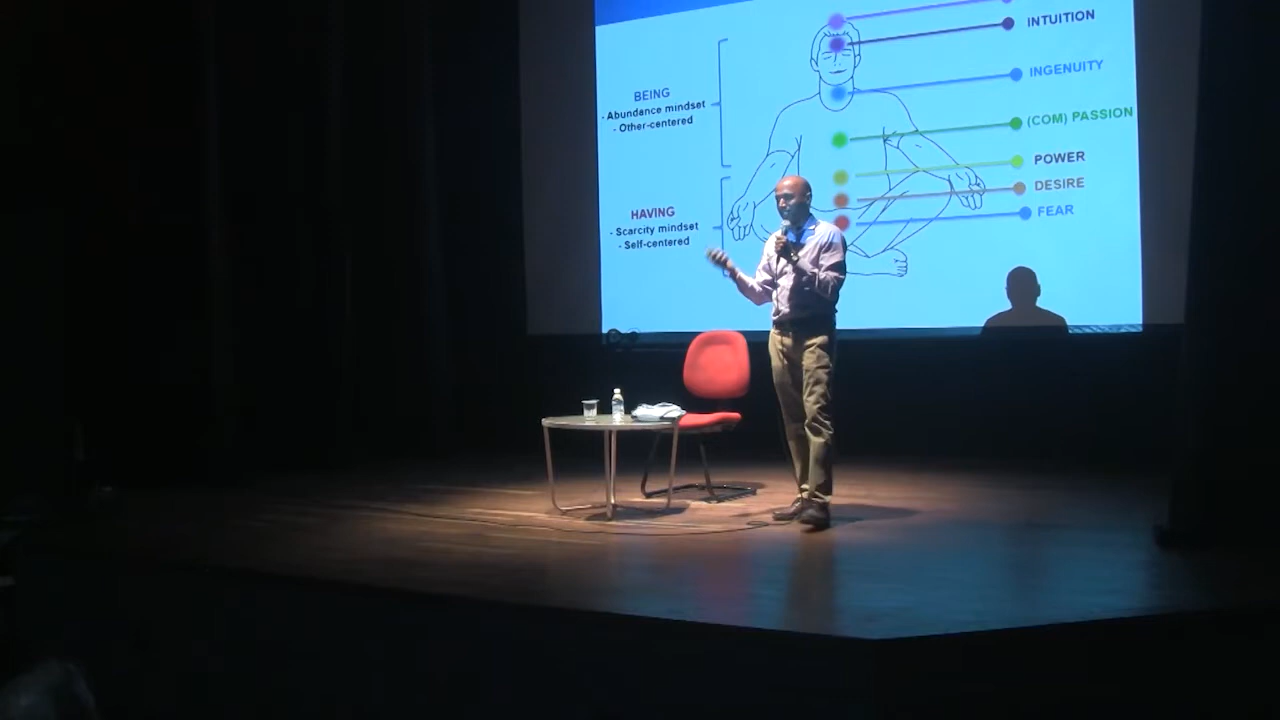 BEING
- Abundance mindset
- Other-centered
HAVING
- Scarcity mindset
- Self-centered
INTUITION
INGENUITY
(COM) PASSION
POWER
DESIRE
FEAR